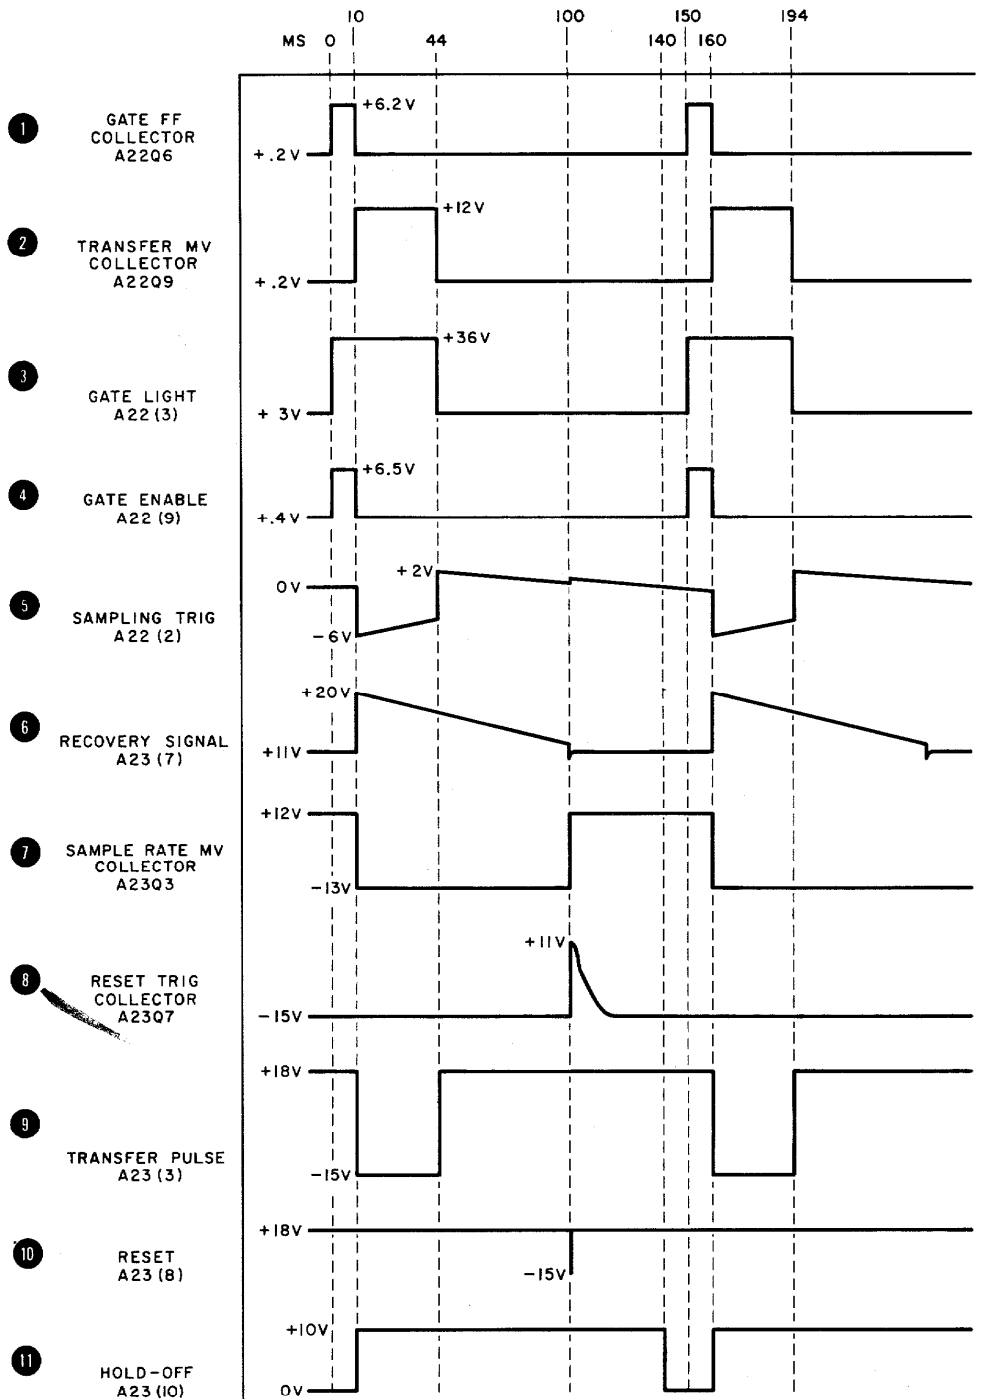 10 100 150 194
MS 0 44 140 160
1
GATE FF
COLLECTOR
A22Q6
+6.2V
+.2V
2
TRANSFER MV
COLLECTOR
A22Q9
+12V
+.2V
3
GATE LIGHT
A22(3)
+36V
+3V
4
GATE ENABLE
A22(9)
+6.5V
+.4V
5
SAMPLING TRIG
A22(2)
+2V
0V
-6V
6
RECOVERY SIGNAL
A23(7)
+20V
+11V
7
SAMPLE RATE MV
COLLECTOR
A23Q3
+12V
-13V
8
RESET TRIG
COLLECTOR
A23Q7
+11V
-15V
9
TRANSFER PULSE
A23(3)
+18V
-15V
10
RESET
A23(8)
+18V
-15V
11
HOLD-OFF
A23(10)
+10V
0V